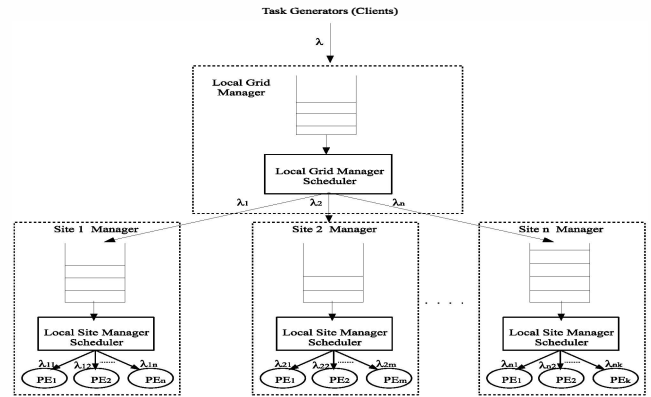 Task Generators (Clients)
λ
Local Grid
Manager
Local Grid Manager
Scheduler
λ1
λ2
λn
Site 1 Manager
Site 2 Manager
Site n Manager
. . . .
Local Site Manager
Scheduler
Local Site Manager
Scheduler
Local Site Manager
Scheduler
λ11
λ12
......
λ1n
λ21
λ22
......
λ2m
λn1
λn2
......
λnk
PE1
PE2
PEn
PE1
PE2
PEm
PE1
PE2
PEk